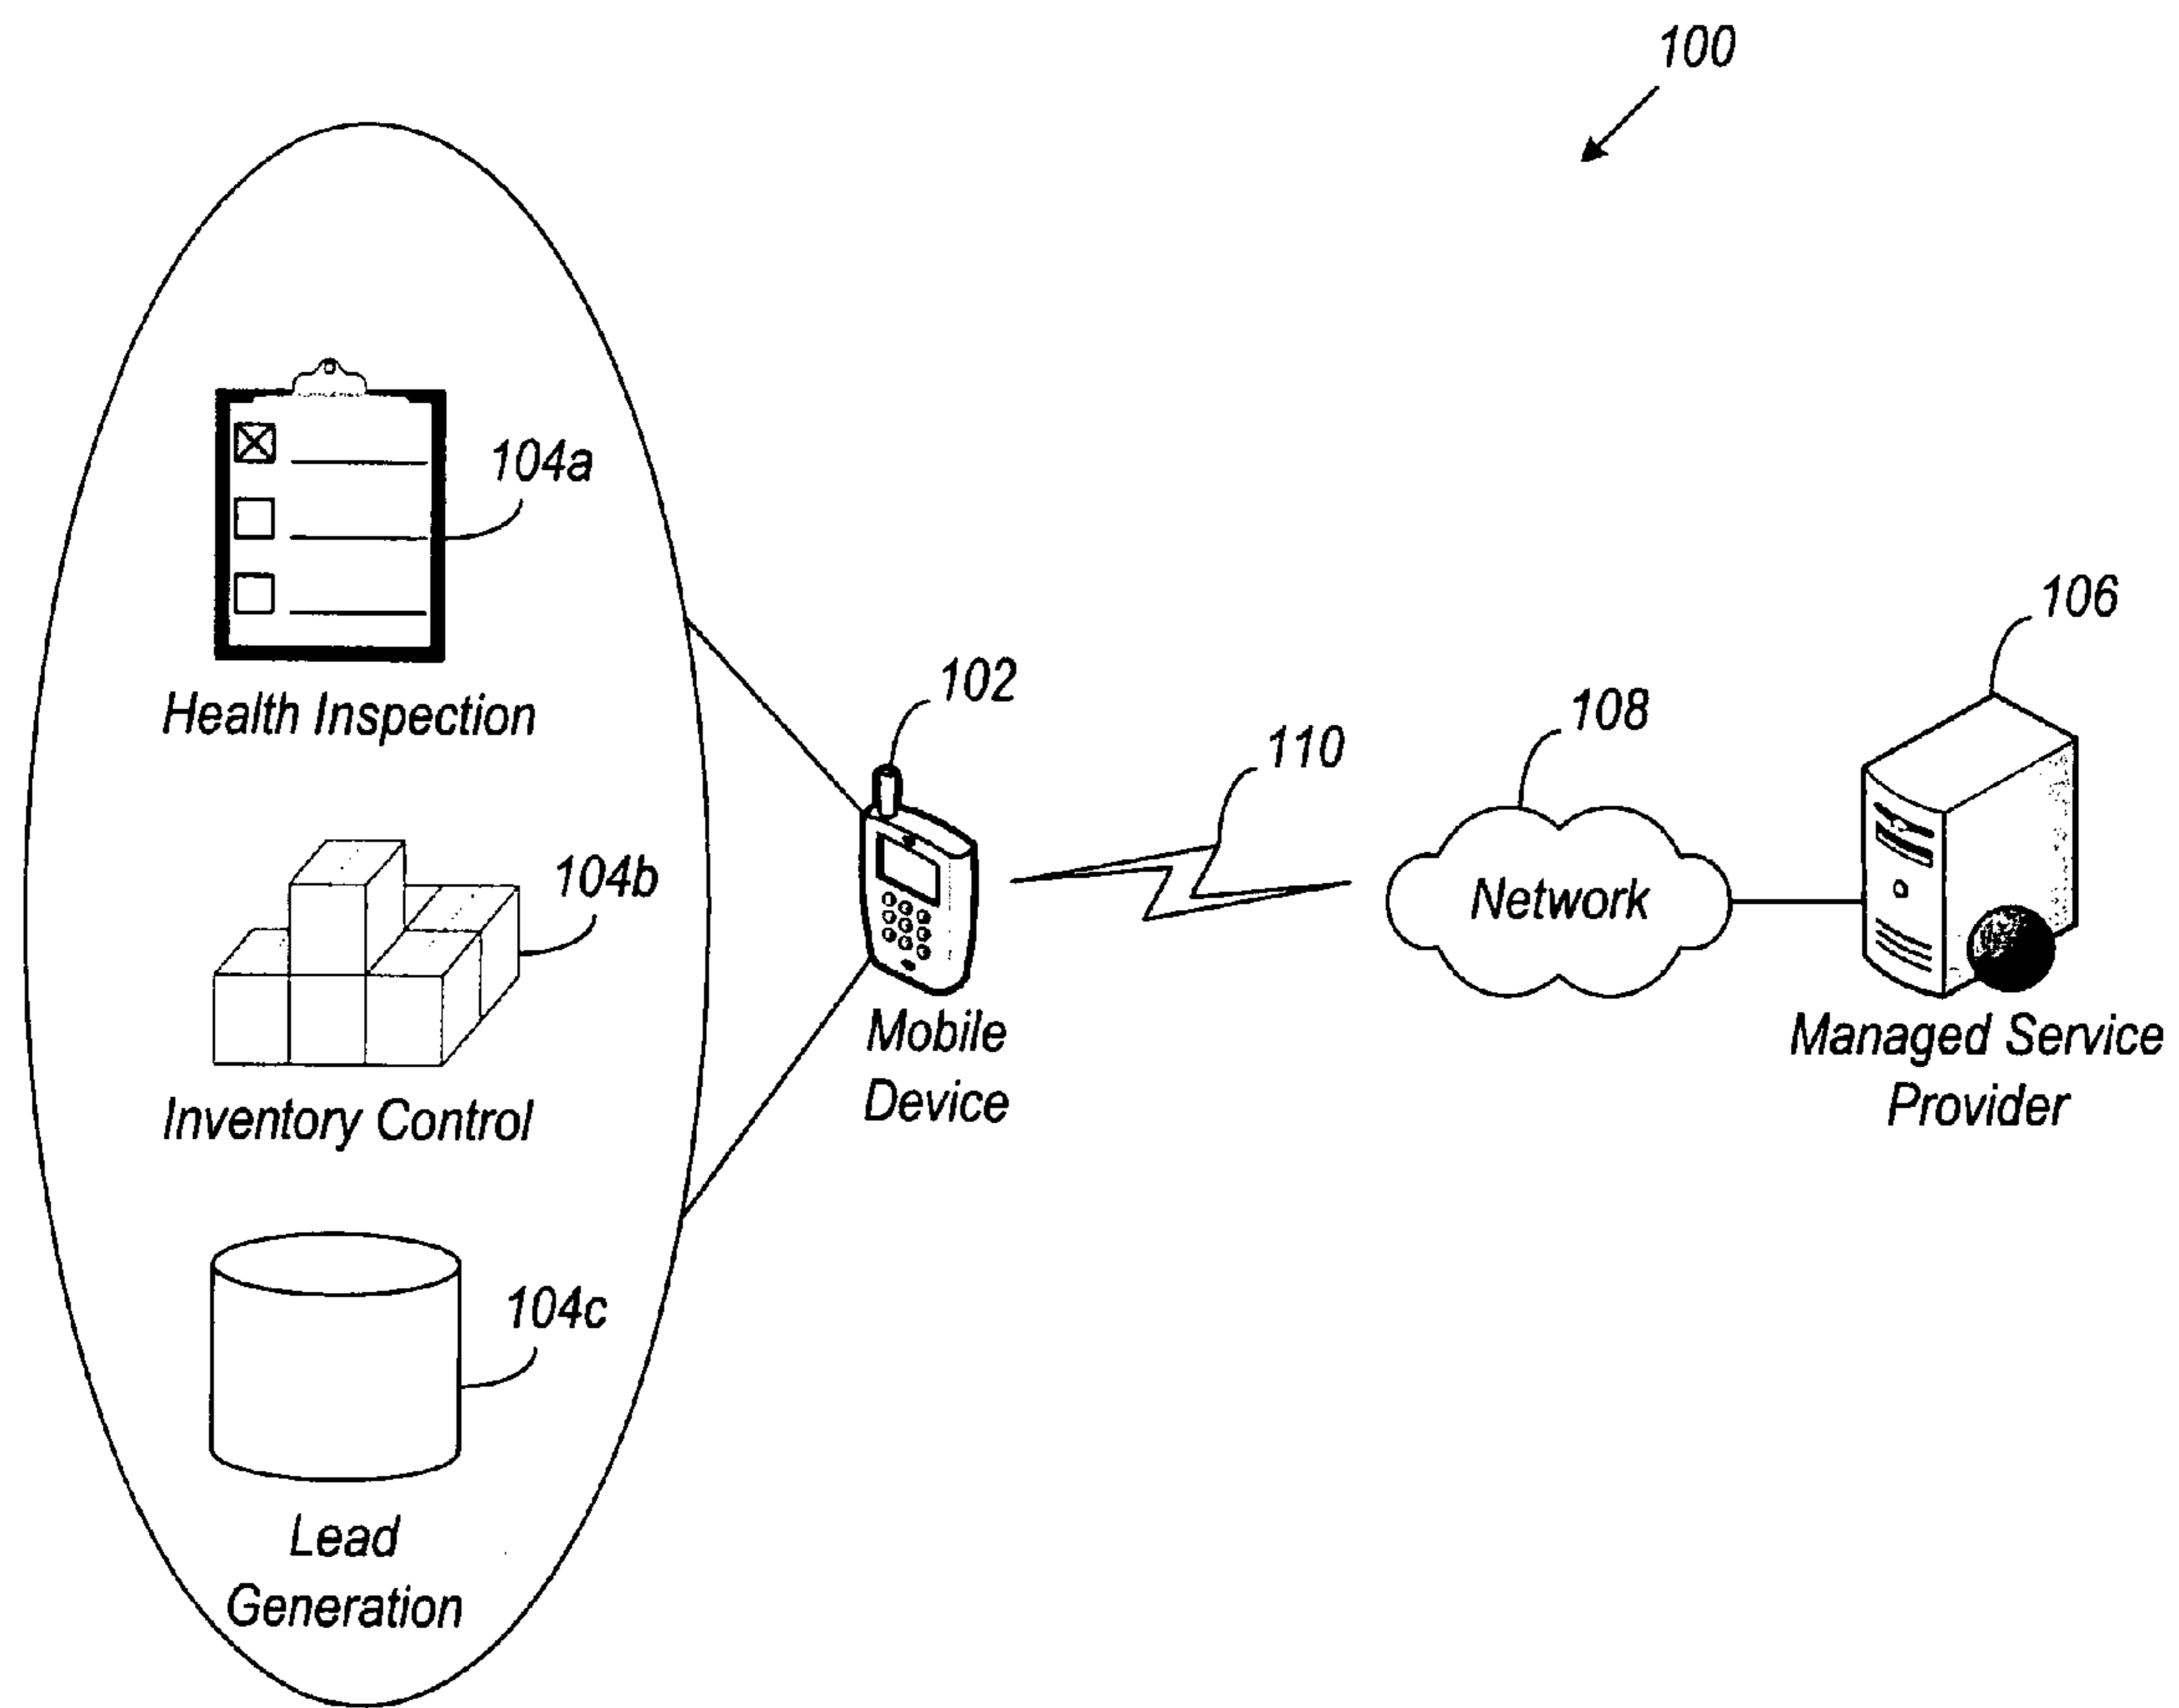 100
104a
Health Inspection
104b
Inventory Control
104c
Lead
Generation
102
Mobile
Device
110
108
Network
106
Managed Service
Provider